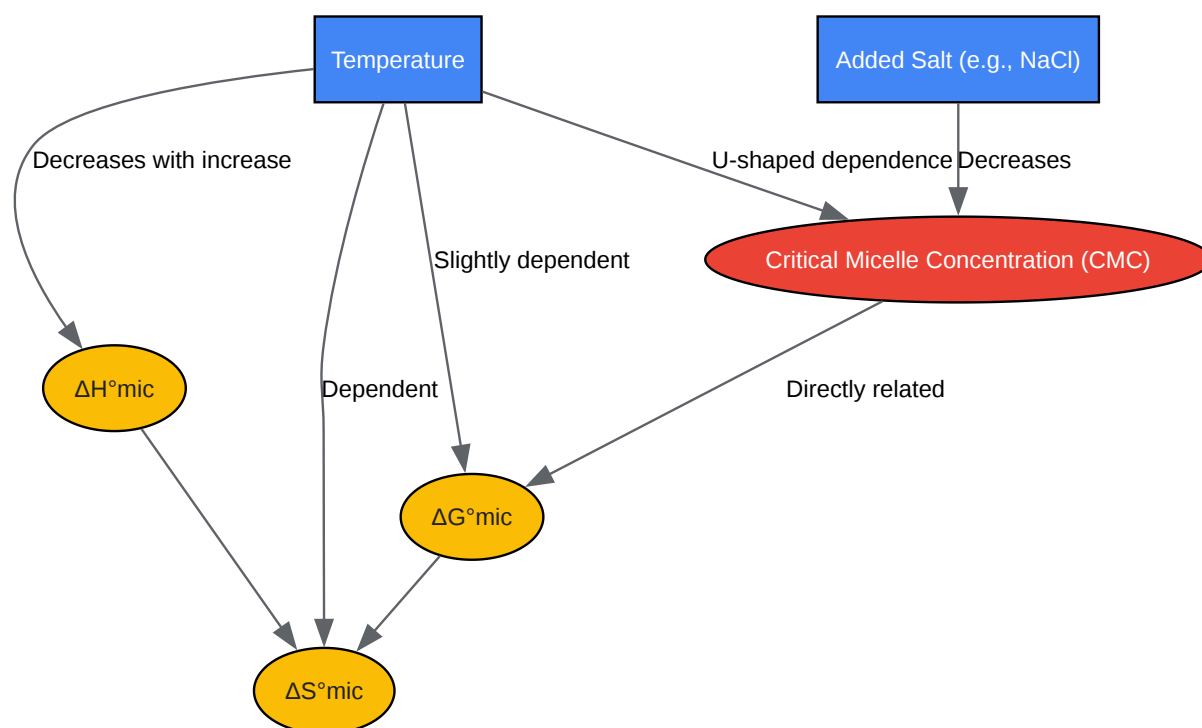 Temperature
Added Salt (e.g., NaCl)
Decreases with increase
U-shaped dependence
Decreases
Slightly dependent
Critical Micelle Concentration (CMC)
ΔH°mic
Dependent
Directly related
ΔG°mic
ΔS°mic